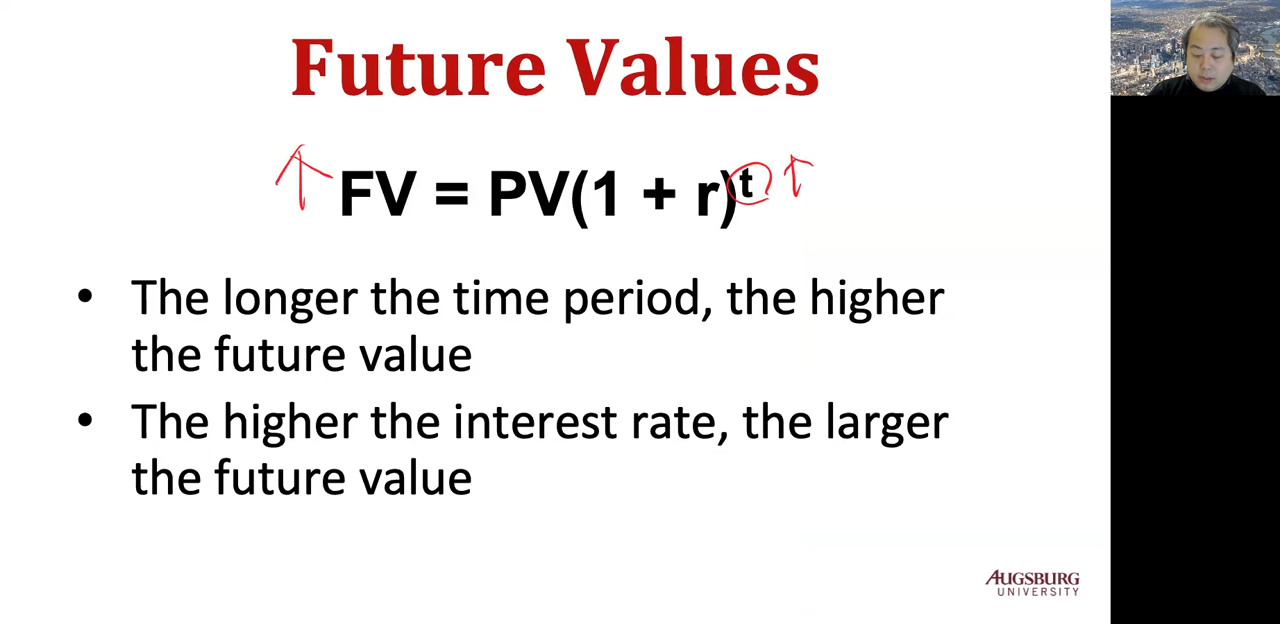 Future Values
FV = PV(1 + r)ᵗ
• The longer the time period, the higher
the future value
• The higher the interest rate, the larger
the future value
AUGSBURG
UNIVERSITY